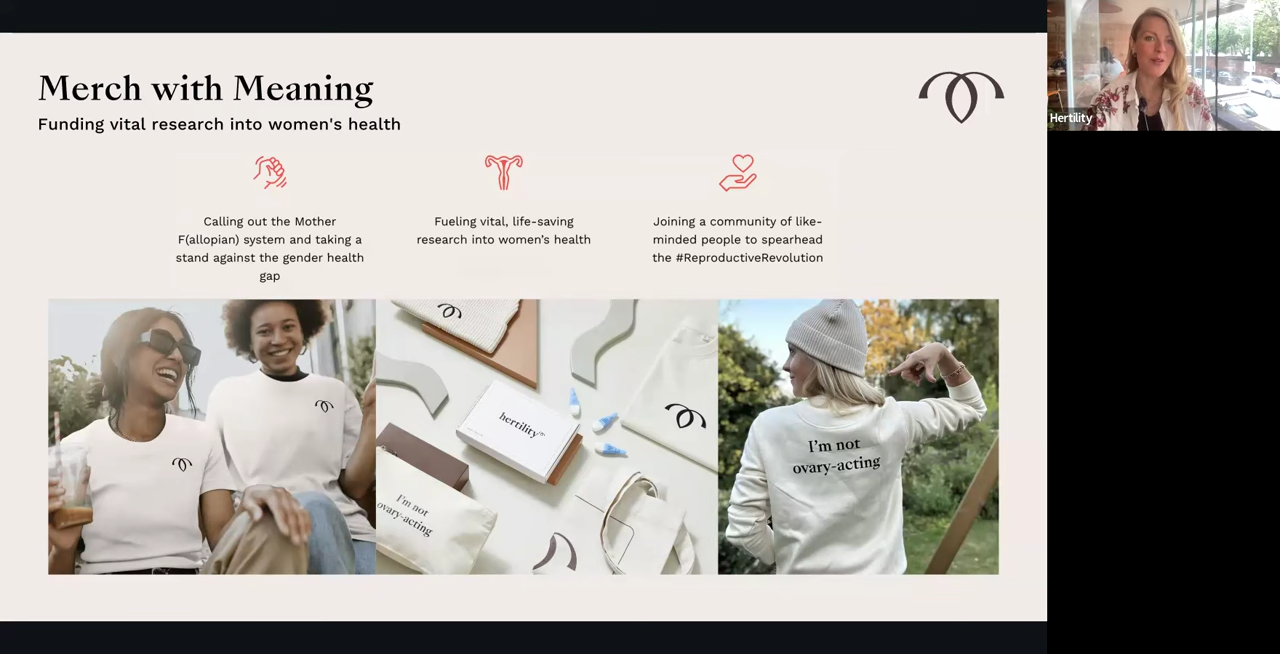 Merch with Meaning
Funding vital research into women's health
Hertility
Calling out the Mother
F(allopian) system and taking a
stand against the gender health
gap
Fueling vital, life-saving
research into women’s health
Joining a community of like-
minded people to spearhead
the #ReproductiveRevolution
hertility
I'm not
ovary-acting
I'm not
ovary-acting